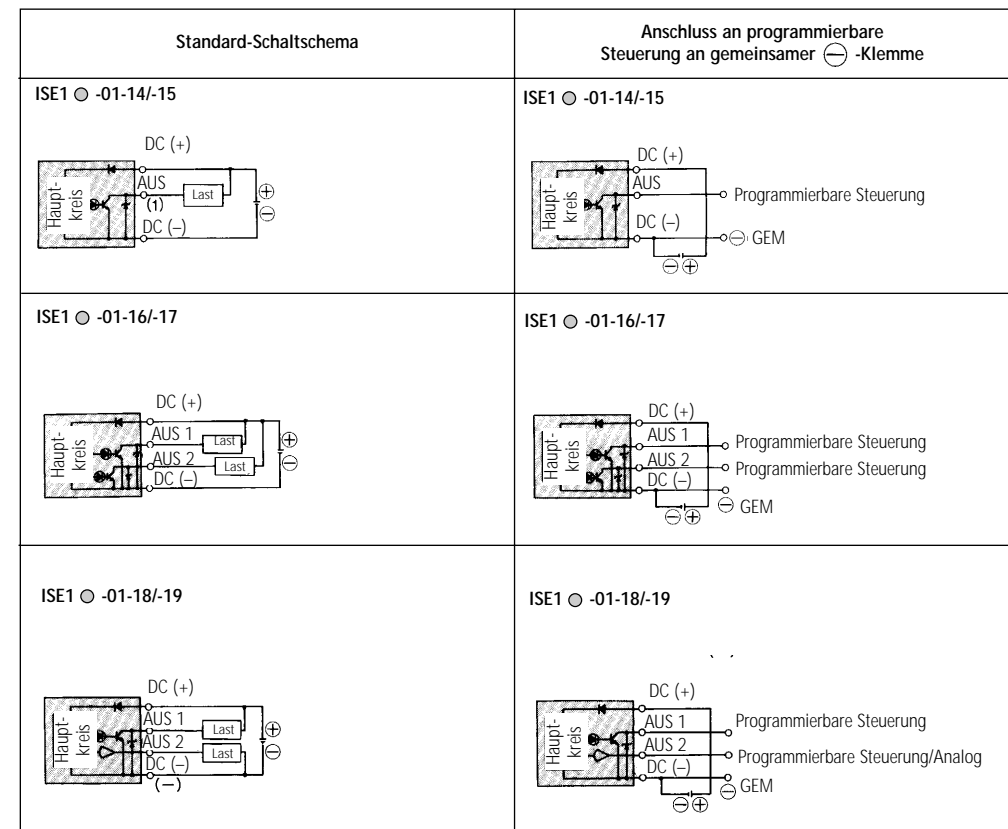 Standard-Schaltschema
Anschluss an programmierbare
Steuerung an gemeinsamer ⊖ -Klemme
ISE1 ○ -01-14/-15
DC (+)
AUS
(1)
DC (–)
Haupt-
kreis
Last
⊕
⊖
ISE1 ○ -01-14/-15
DC (+)
AUS
DC (–)
Haupt-
kreis
Programmierbare Steuerung
⊖ GEM
⊖ ⊕
ISE1 ○ -01-16/-17
DC (+)
AUS 1
AUS 2
DC (–)
Haupt-
kreis
Last
Last
⊕
⊖
ISE1 ○ -01-16/-17
DC (+)
AUS 1
AUS 2
DC (–)
Haupt-
kreis
Programmierbare Steuerung
Programmierbare Steuerung
⊖ GEM
⊖ ⊕
ISE1 ○ -01-18/-19
DC (+)
AUS 1
AUS 2
DC (–)
(—)
Haupt-
kreis
Last
Last
⊕
⊖
ISE1 ○ -01-18/-19
DC (+)
AUS 1
AUS 2
DC (–)
Haupt-
kreis
Programmierbare Steuerung
Programmierbare Steuerung/Analog
⊖ GEM
⊖ ⊕